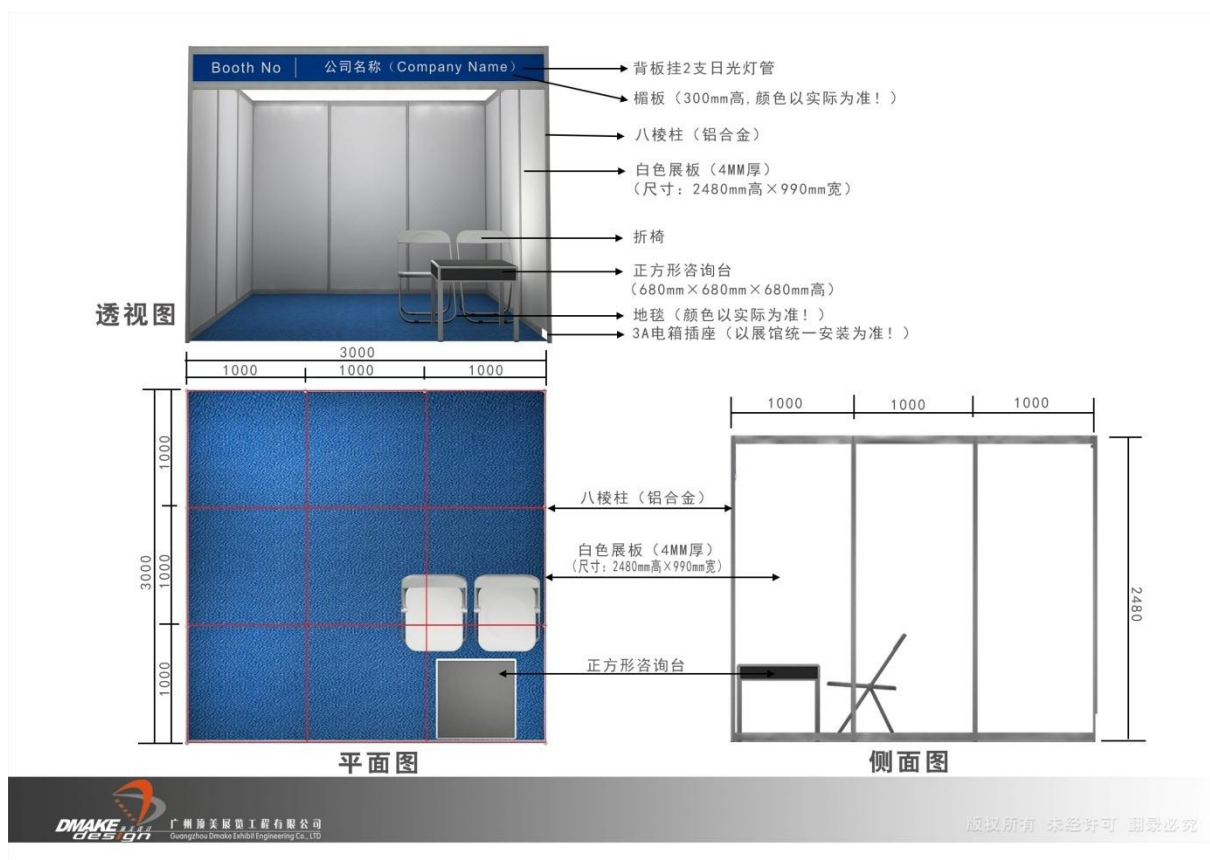 Booth No 公司名称（Company Name）
背板挂2支日光灯管
楣板（300mm高,颜色以实际为准！）
八棱柱（铝合金）
白色展板（4MM厚）
（尺寸：2480mm高×990mm宽）
折椅
正方形咨询台
（680mm×680mm×680mm高）
地毯（颜色以实际为准！）
3A电箱插座（以展馆统一安装为准！）
透视图
3000
1000 1000 1000
1000
1000
1000
3000
1000 1000 1000
八棱柱（铝合金）
白色展板（4MM厚）
（尺寸：2480mm高×990mm宽）
2480
正方形咨询台
平面图
侧面图
DMAKE
design
广州顶美展览工程有限公司
Guangzhou Dmake Exhibit Engineering Co., LTD
版权所有 未经许可 翻录必究